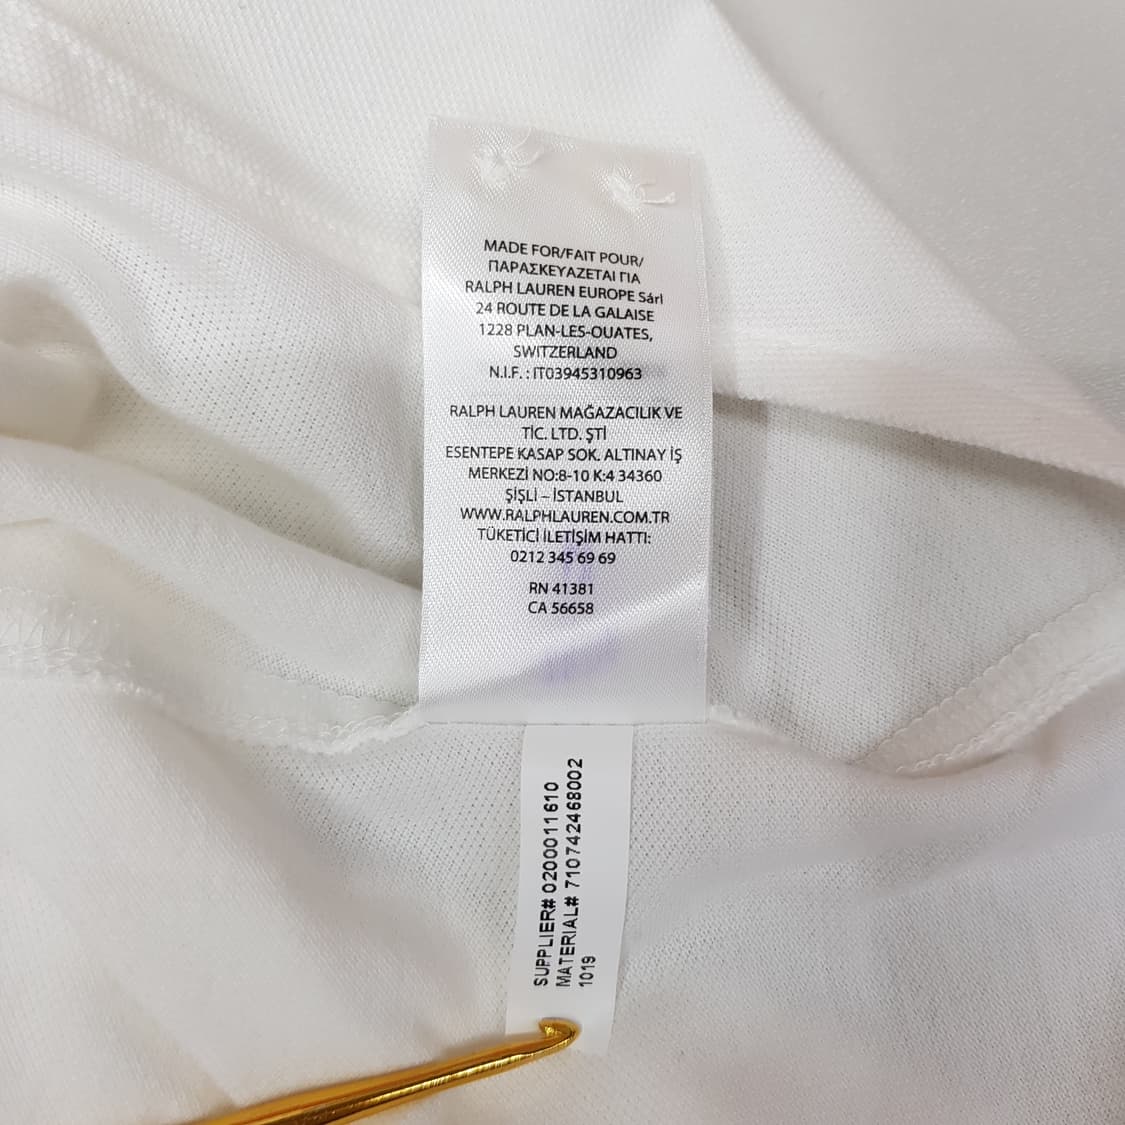 MADE FOR/FAIT POUR/
ΠΑΡΑΣΚΕΥΑΖΕΤΑΙ ΓΙΑ
RALPH LAUREN EUROPE Sárl
24 ROUTE DE LA GALAISE
1228 PLAN-LES-OUATES,
SWITZERLAND
N.I.F. : IT03945310963
RALPH LAUREN MAĞAZACILIK VE
TİC. LTD. ŞTİ
ESENTEPE KASAP SOK. ALTINAY İŞ
MERKEZİ NO:8-10 K:4 34360
ŞİŞLİ – İSTANBUL
WWW.RALPHLAUREN.COM.TR
TÜKETİCİ İLETİŞİM HATTI:
0212 345 69 69
RN 41381
CA 56658
SUPPLIER# 0200011610
MATERIAL# 710742468002
1019